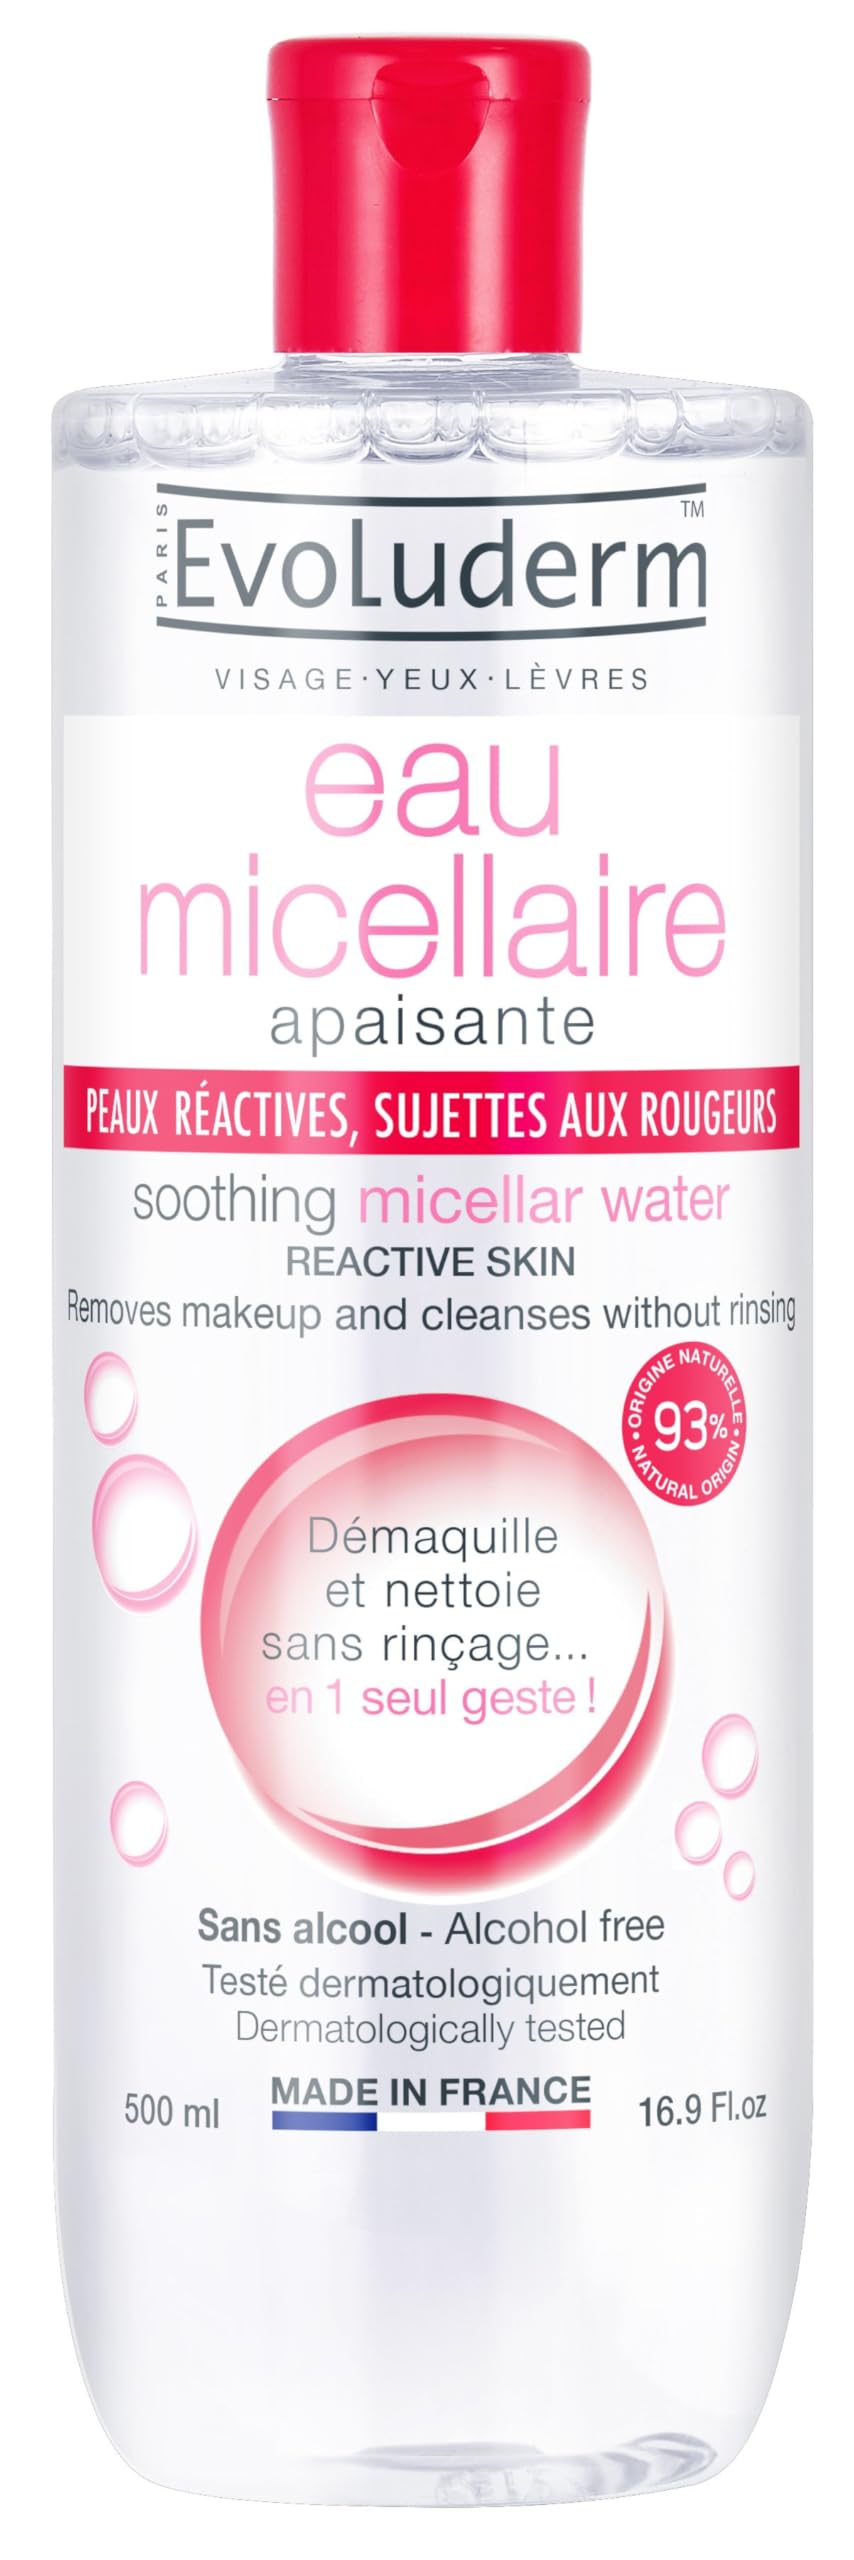 PARIS
EvoLuderm™
VISAGE·YEUX·LÈVRES
eau
micellaire
apaisante
PEAUX RÉACTIVES, SUJETTES AUX ROUGEURS
soothing micellar water
REACTIVE SKIN
Removes makeup and cleanses without rinsing
• ORIGINE NATURELLE •
93%
NATURAL ORIGIN
Démaquille
et nettoie
sans rinçage...
en 1 seul geste !
Sans alcool - Alcohol free
Testé dermatologiquement
Dermatologically tested
MADE IN FRANCE
500 ml
16.9 Fl.oz